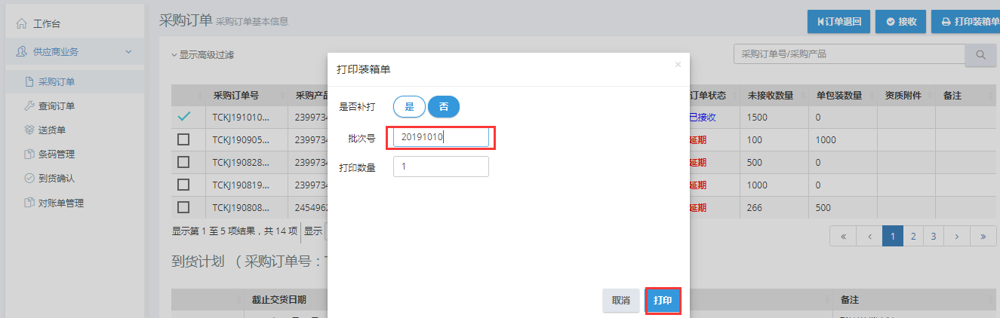 工作台
供应商业务
采购订单
查询订单
送货单
条码管理
到货确认
对账单管理
采购订单 采购订单基本信息
订单退回 接收 打印装箱单
显示高级过滤
采购订单号/采购产品
采购订单号 采购产品 订单状态 未接收数量 单包装数量 资质附件 备注
TCKJ191010... 2399734 已接收 1500 0
TCKJ190905... 2399734 延期 100 1000
TCKJ190828... 2399734 延期 500 0
TCKJ190819... 2399734 延期 1000 0
TCKJ190808... 2454962 延期 266 500
显示第 1 至 5 项结果，共 14 项 显示
« ‹ 1 2 3 › »
到货计划 （ 采购订单号：
截止交货日期 备注
打印装箱单 ×
是否补打 是 否
批次号 20191010
打印数量 1
取消 打印